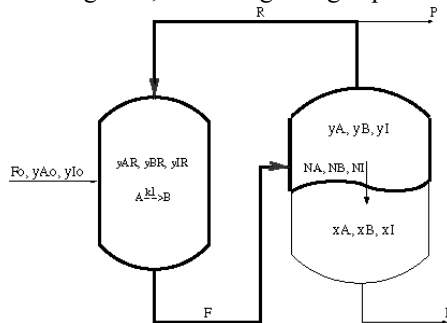 R
P
yAR, yBR, yIR
A k1 -> B
Fo, yAo, yIo
yA, yB, yI
NA, NB, NI
xA, xB, xI
F